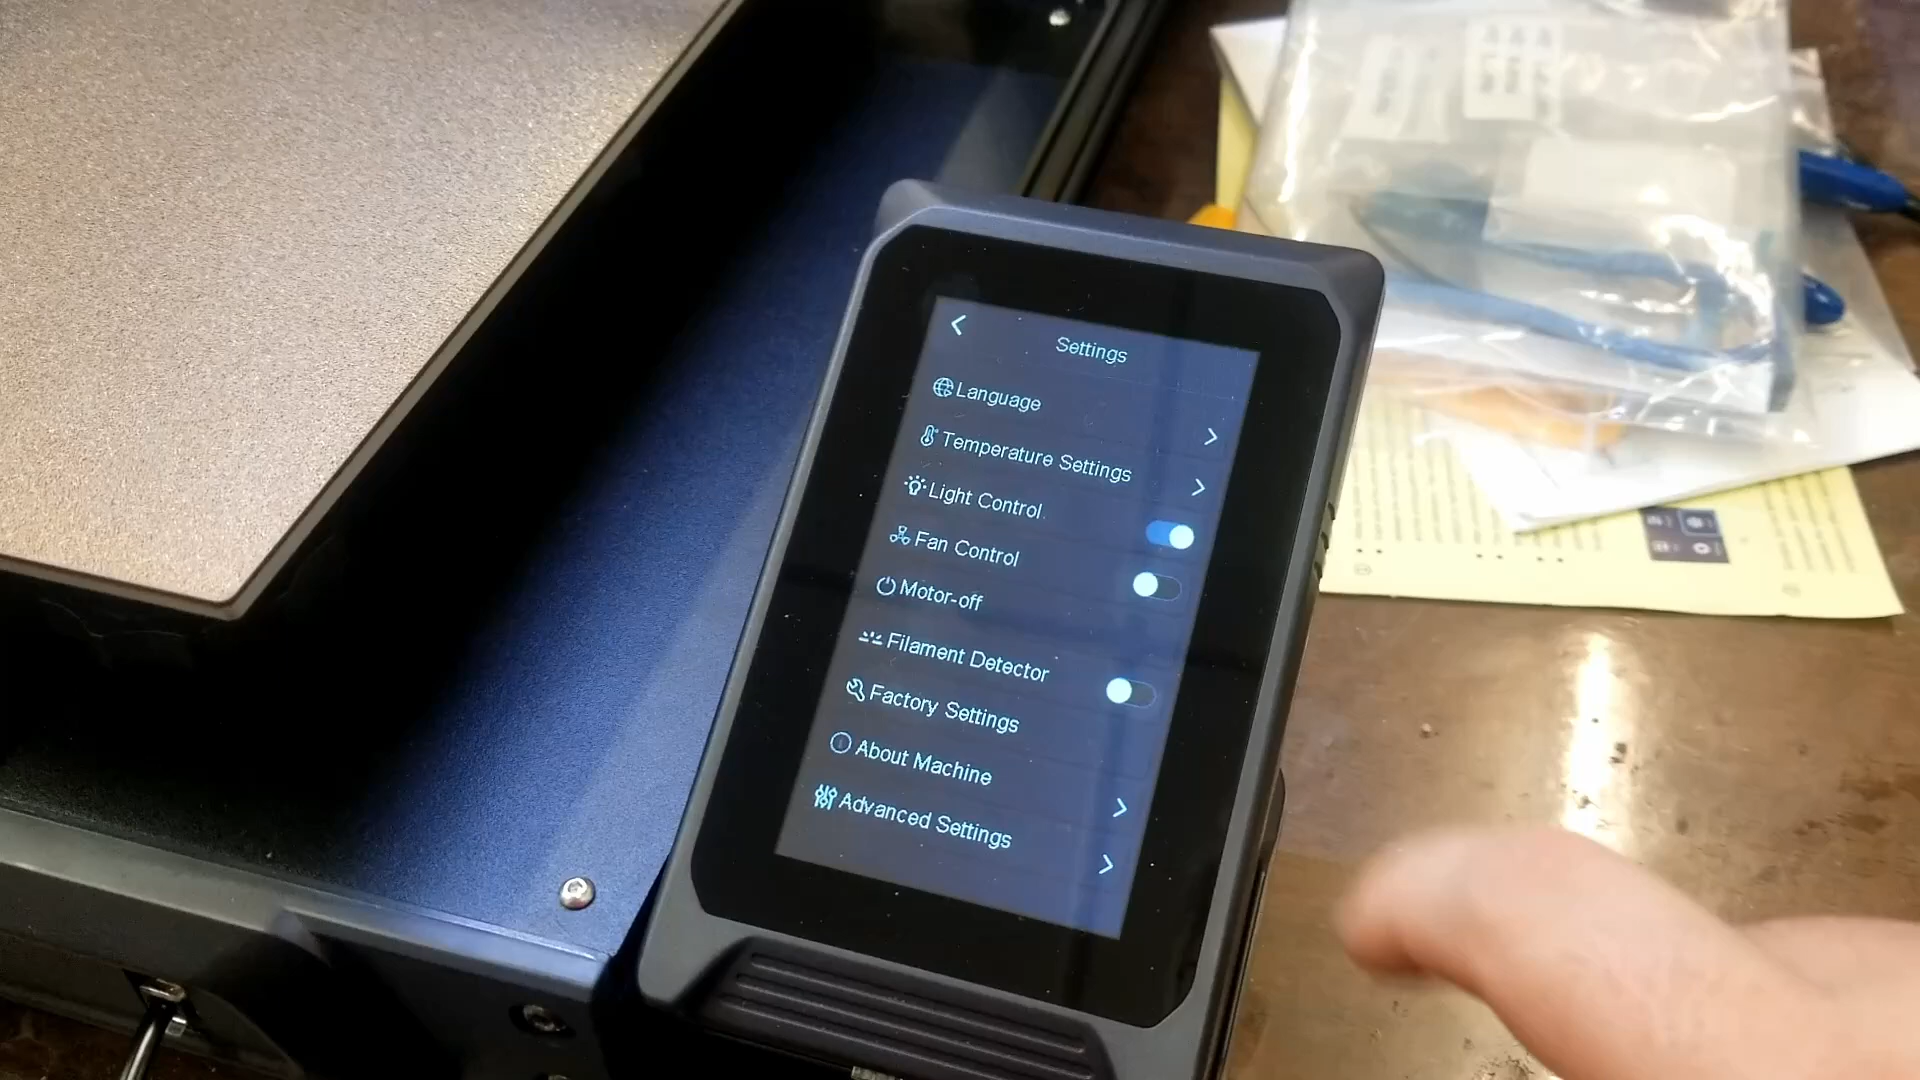 Settings
Language
Temperature Settings
Light Control
Fan Control
Motor-off
Filament Detector
Factory Settings
About Machine
Advanced Settings